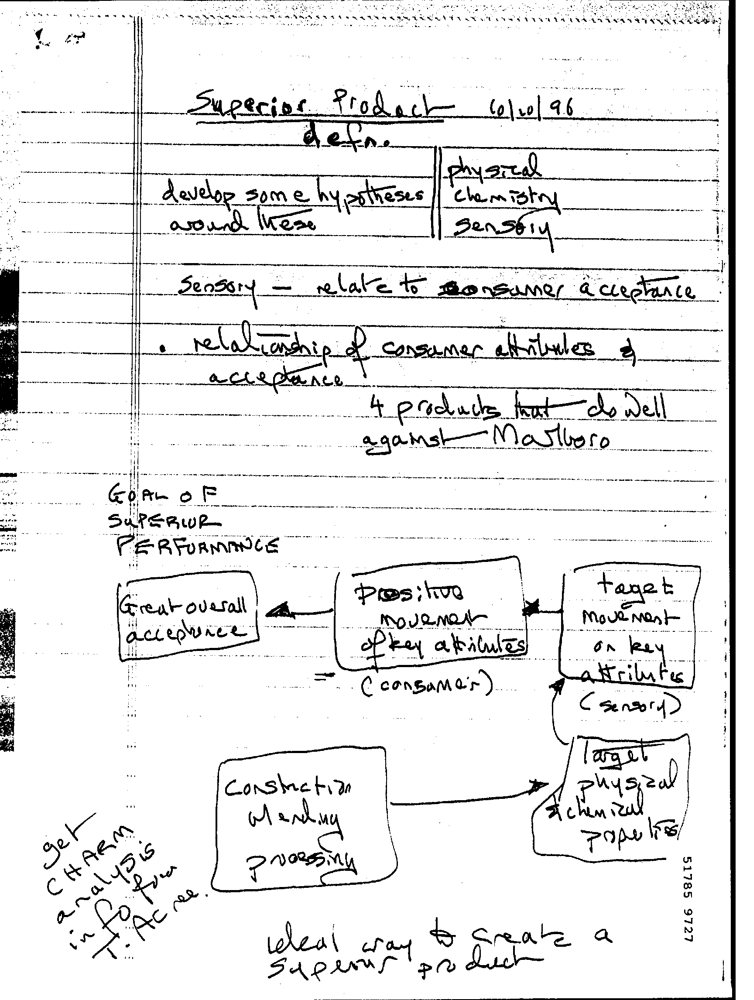 Superior Product 10/10/96
defn.
develop some hypotheses
around these
physical
chemistry
sensory
Sensory — relate to consumer acceptance
• relationship of consumer attributes &
acceptance
4 products that do well
against Marlboro
GOAL OF
SUPERIOR
PERFORMANCE
Great overall
acceptance
Positive
movement
of key attributes
(consumer)
target
movement
on key
attributes
(sensory)
Target
physical
& chemical
properties
Construction
blending
processing
get
CHARM
analysis
info from
T. Acree.
ideal way to create a
superior product
51785 9727